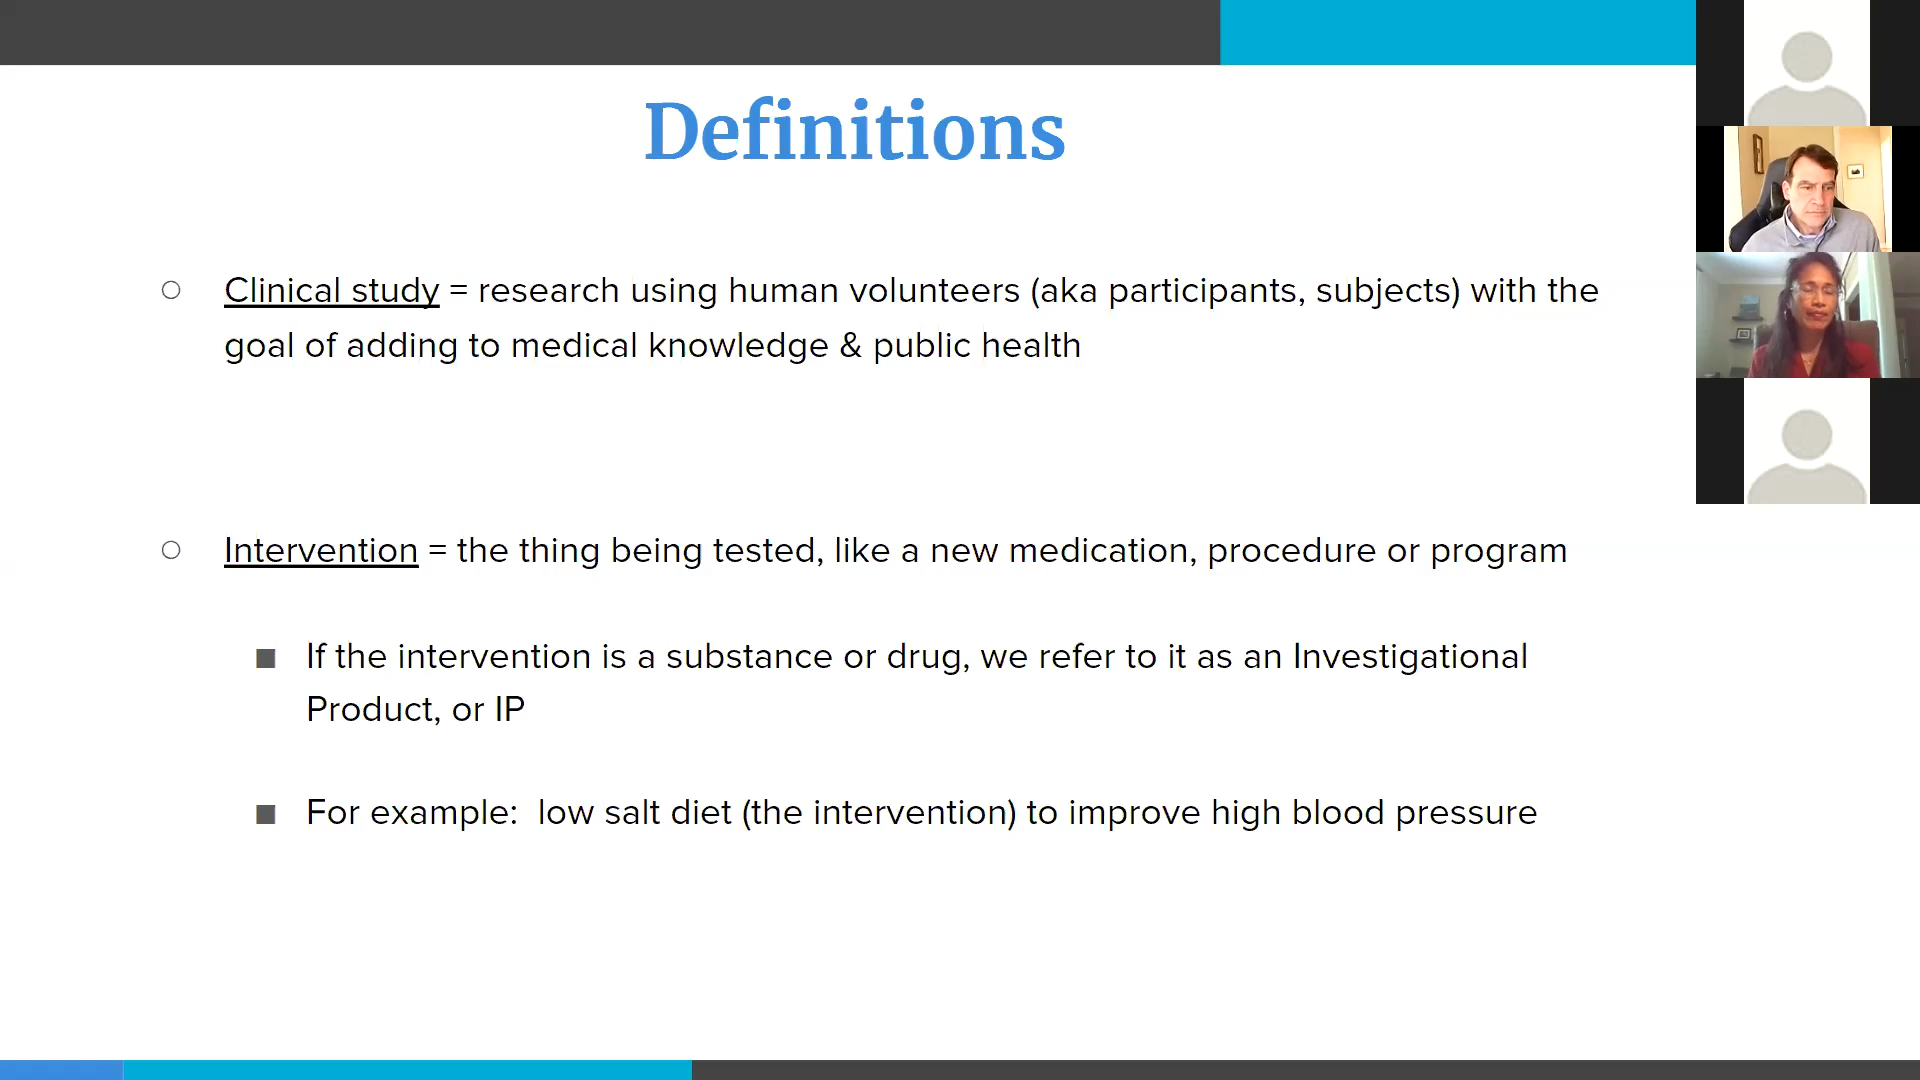 Definitions
Clinical study = research using human volunteers (aka participants, subjects) with the
goal of adding to medical knowledge & public health
Intervention = the thing being tested, like a new medication, procedure or program
If the intervention is a substance or drug, we refer to it as an Investigational
Product, or IP
For example:  low salt diet (the intervention) to improve high blood pressure